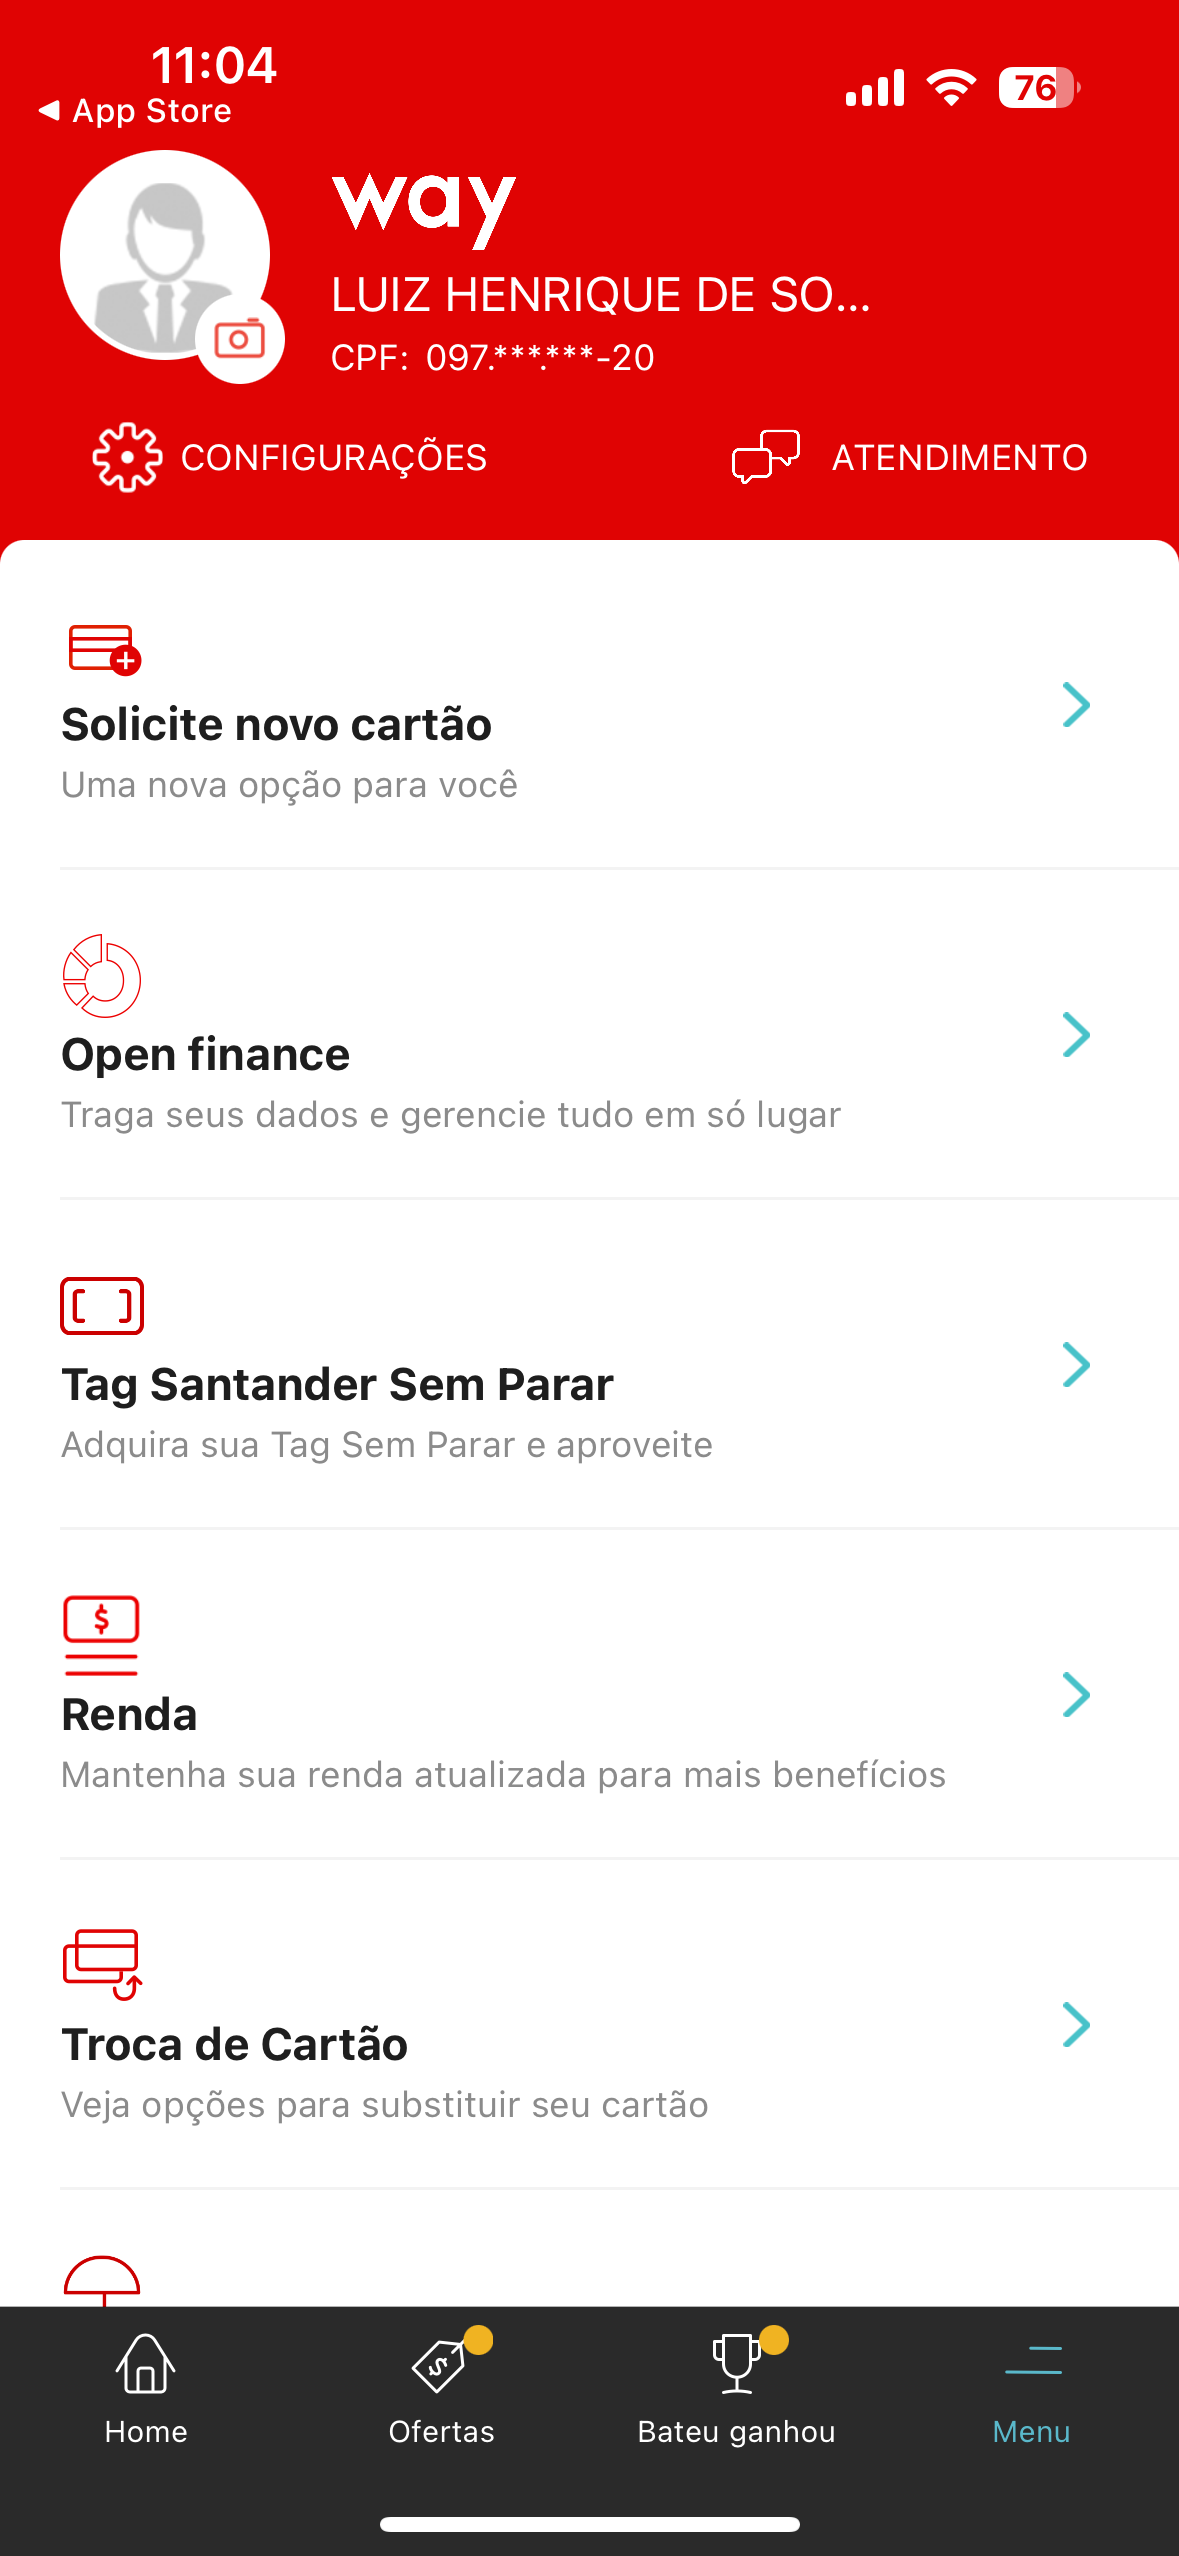 11:04
App Store
76
way
LUIZ HENRIQUE DE SO...
CPF: 097.***.***-20
CONFIGURAÇÕES
ATENDIMENTO
Solicite novo cartão
Uma nova opção para você
Open finance
Traga seus dados e gerencie tudo em só lugar
Tag Santander Sem Parar
Adquira sua Tag Sem Parar e aproveite
$
Renda
Mantenha sua renda atualizada para mais benefícios
Troca de Cartão
Veja opções para substituir seu cartão
$
Home
Ofertas
Bateu ganhou
Menu